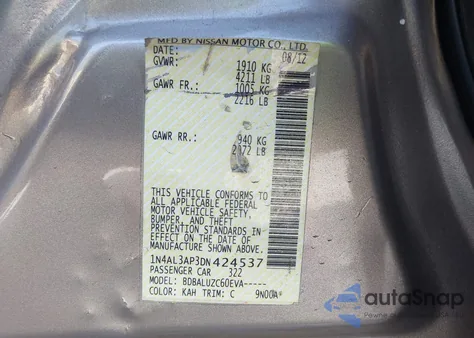 MFD BY NISSAN MOTOR CO., LTD.
DATE: 08/12
GVWR: 1910 KG
4211 LB
GAWR FR.: 1005 KG
2216 LB
GAWR RR.: 940 KG
2072 LB
THIS VEHICLE CONFORMS TO
ALL APPLICABLE FEDERAL
MOTOR VEHICLE SAFETY,
BUMPER, AND THEFT
PREVENTION STANDARDS
IN EFFECT ON THE DATE OF
MANUFACTURE SHOWN ABOVE.
1N4AL3AP3DN424537
PASSENGER CAR 322
MODEL: BDBALUZC60EVA-----
COLOR: KAH TRIM: C
autoSnap